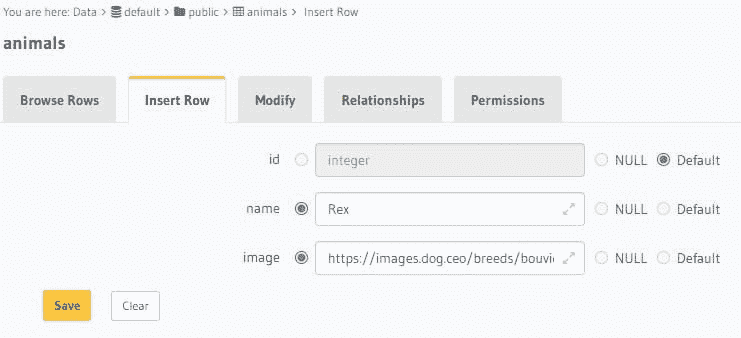 You are here: Data > default > public > animals > Insert Row
animals
Browse Rows Insert Row Modify Relationships Permissions
id integer NULL Default
name Rex NULL Default
image https://images.dog.ceo/breeds/bouvi NULL Default
Save Clear